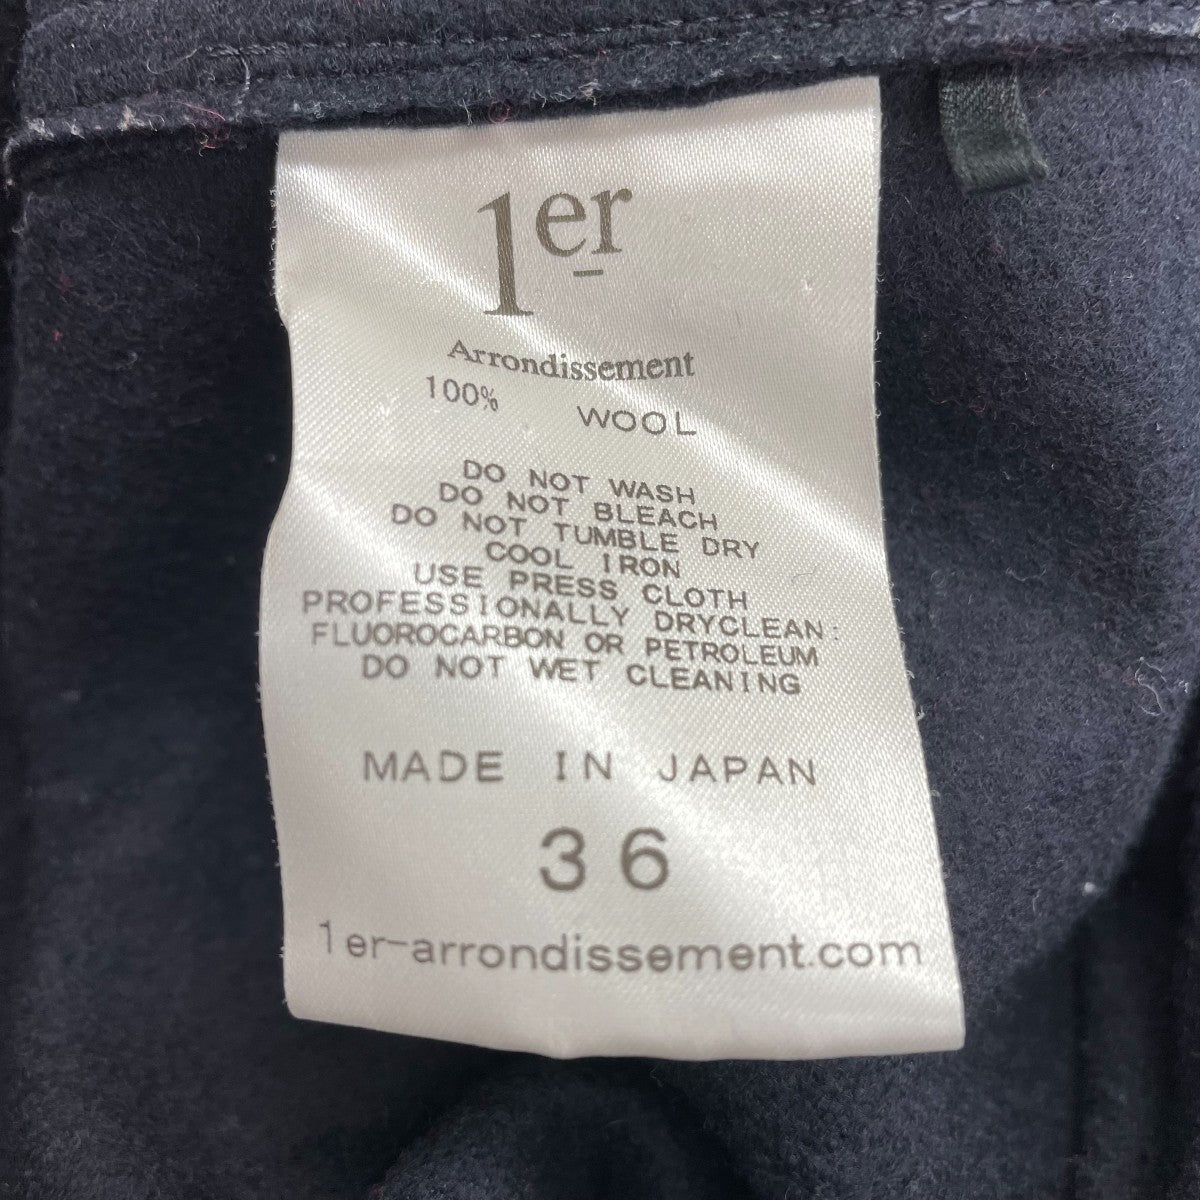 1er
Arrondissement
100% WOOL
DO NOT WASH
DO NOT BLEACH
DO NOT TUMBLE DRY
COOL IRON
USE PRESS CLOTH
PROFESSIONALLY DRYCLEAN:
FLUOROCARBON OR PETROLEUM
DO NOT WET CLEANING
MADE IN JAPAN
36
1er-arrondissement.com